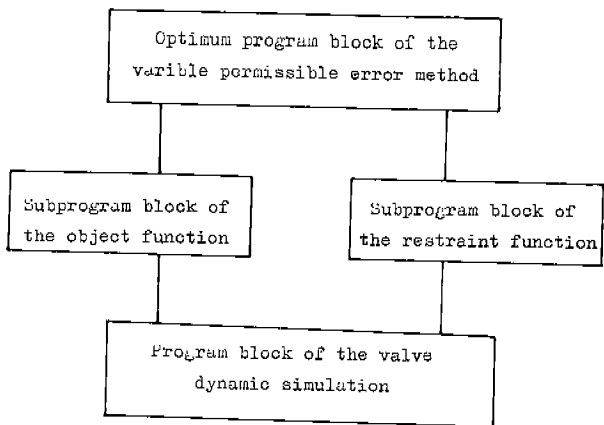 Optimum program block of the
varible permissible error method
Subprogram block of
the object function
Subprogram block of
the restraint function
Program block of the valve
dynamic simulation